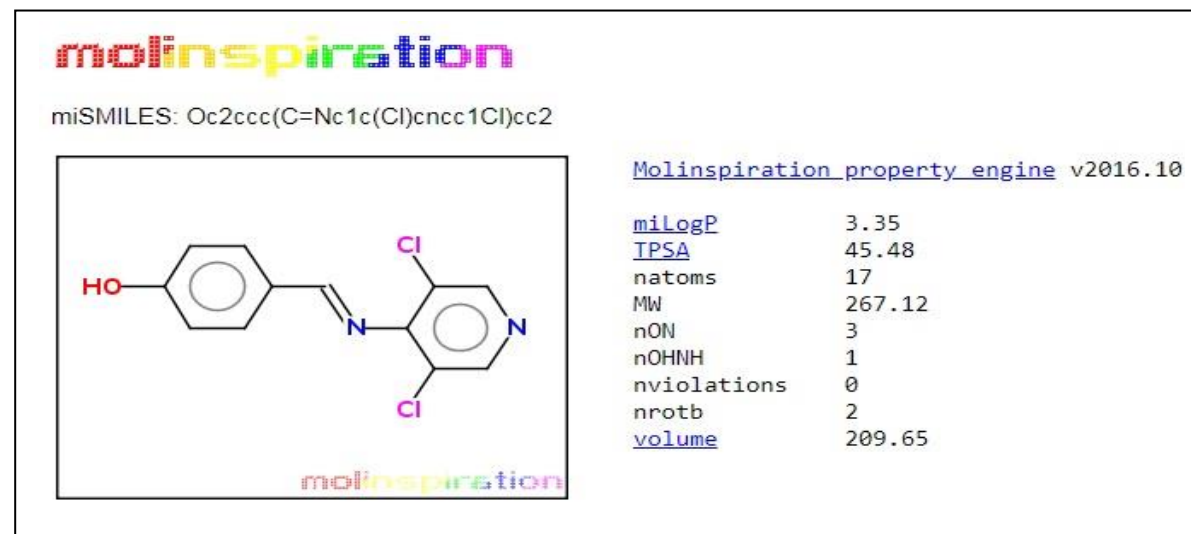 molinspiration
miSMILES: Oc2ccc(C=Nc1c(Cl)cncc1Cl)cc2
Cl
HO
N
N
Cl
molinspiration
Molinspiration property engine v2016.10
miLogP 3.35
TPSA 45.48
natoms 17
MW 267.12
nON 3
nOHNH 1
nviolations 0
nrotb 2
volume 209.65